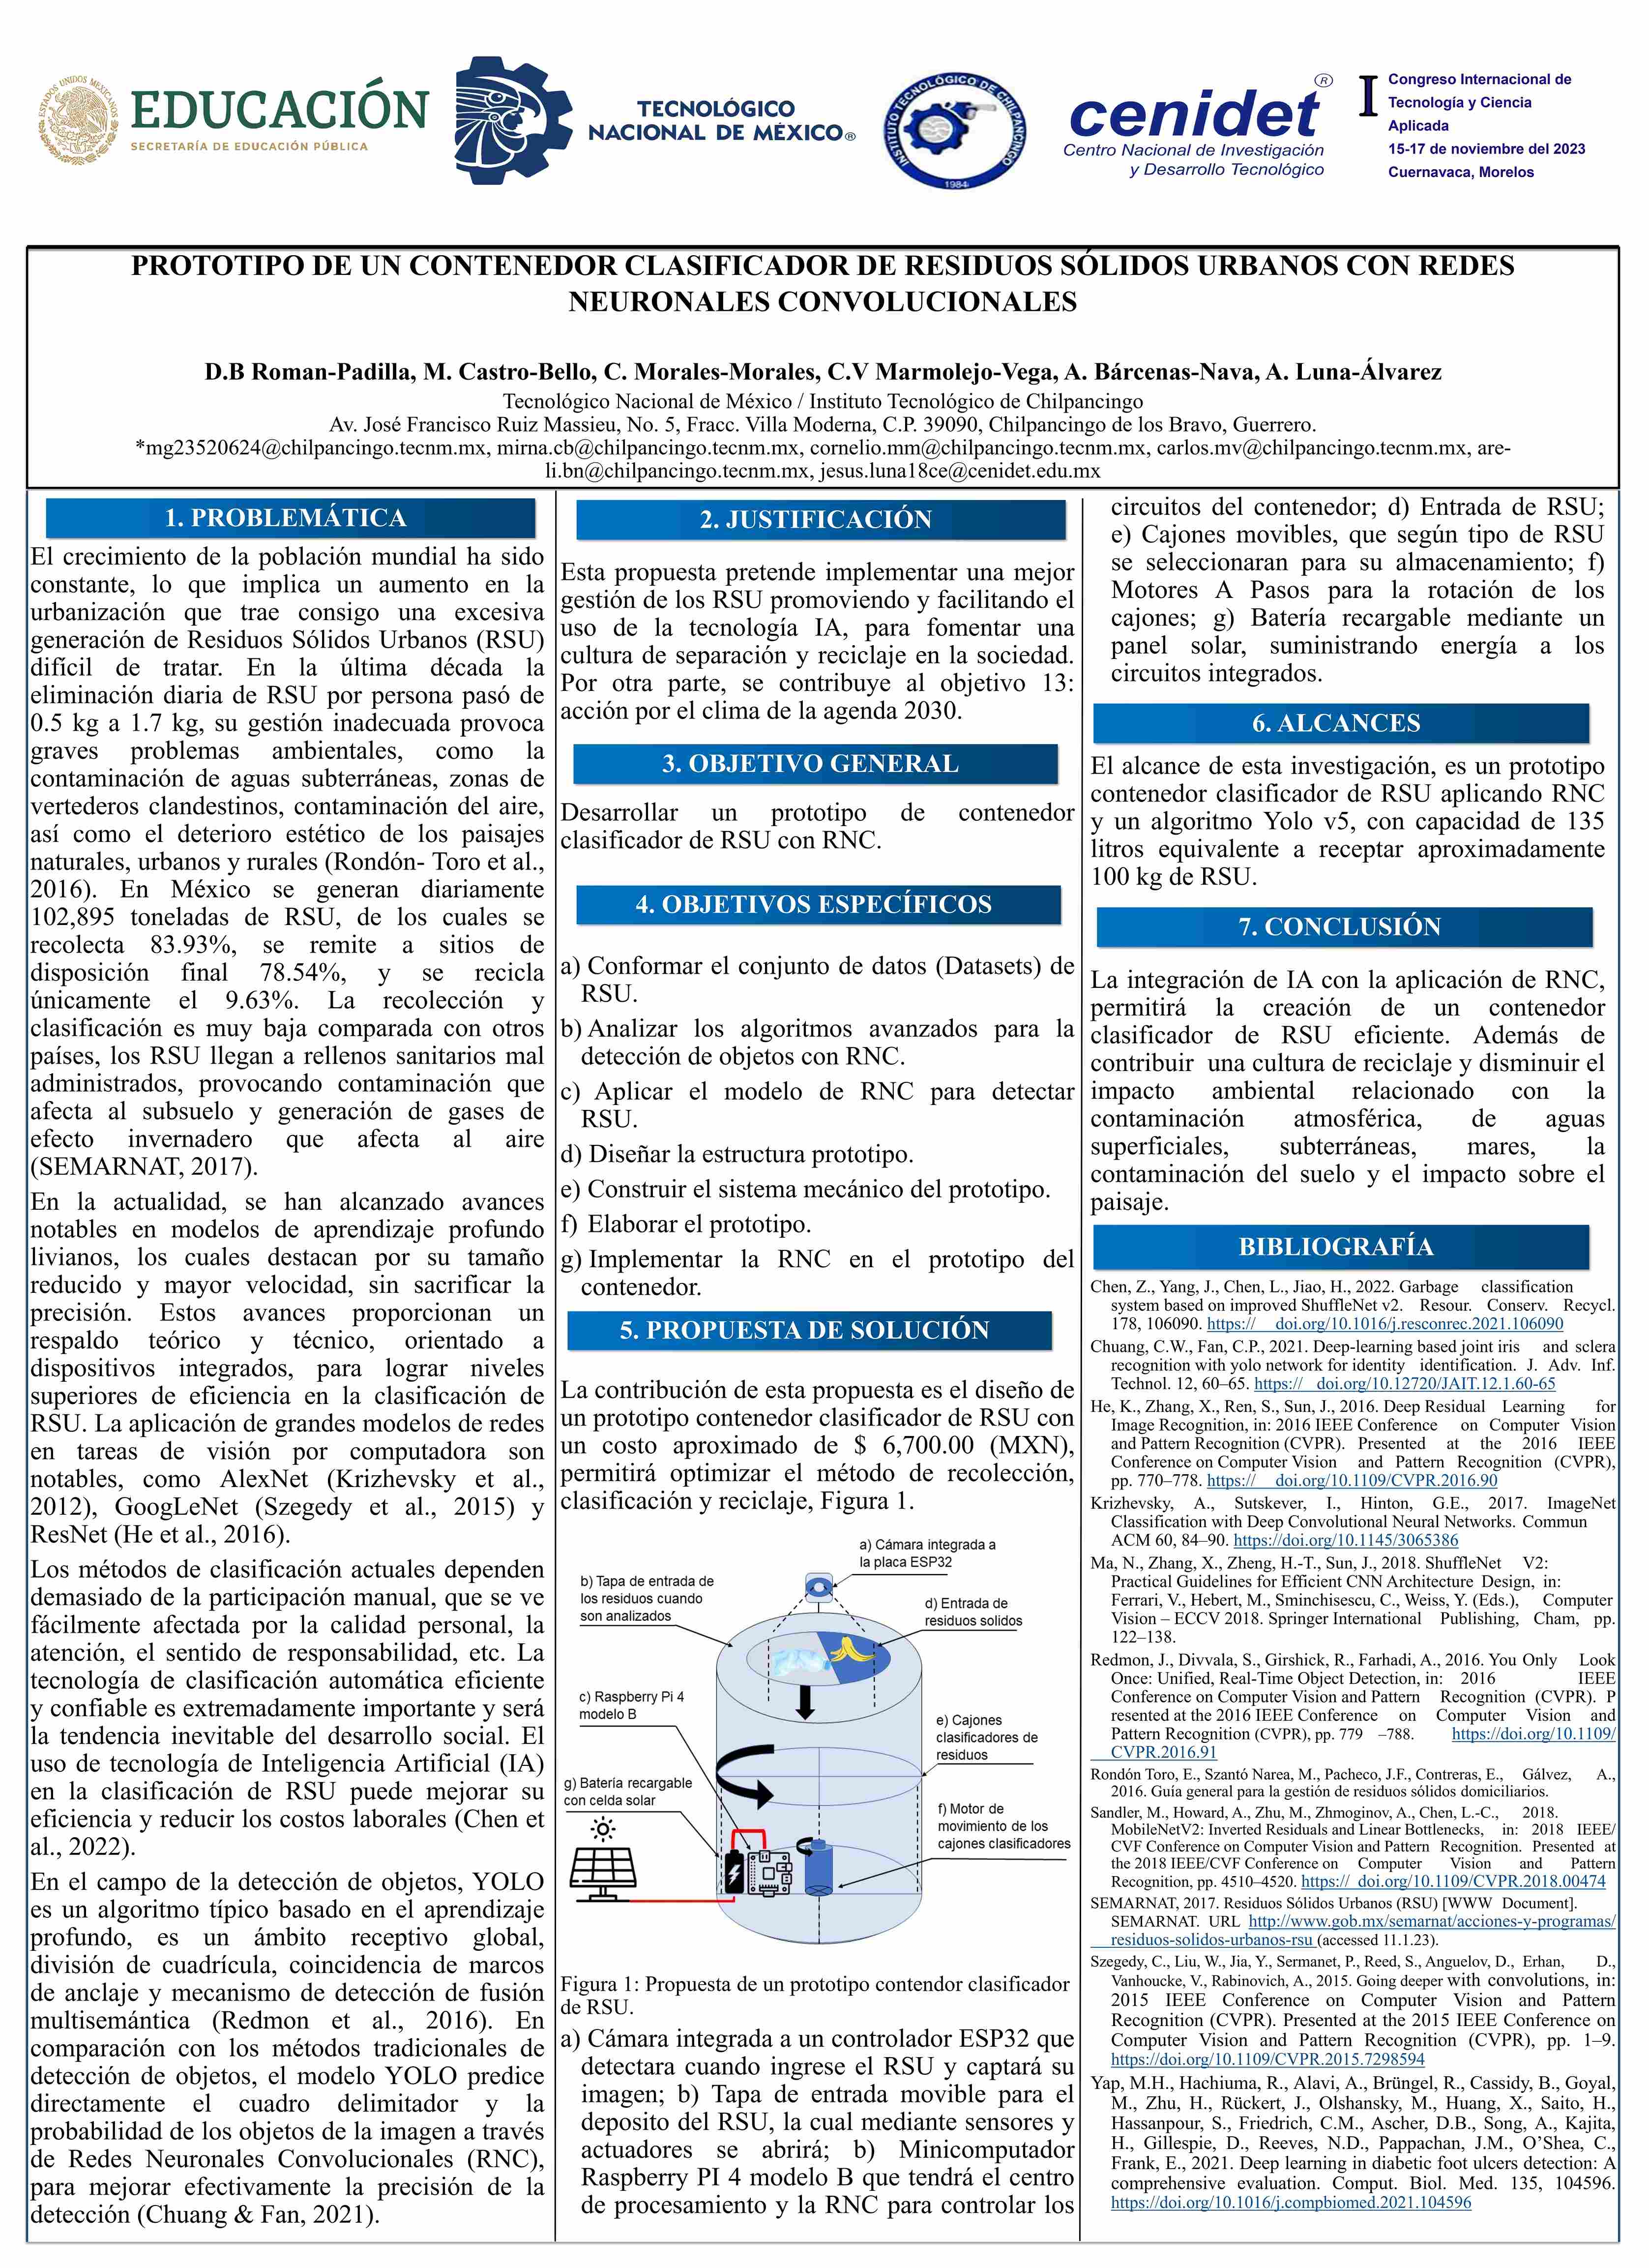 ESTADOS UNIDOS MEXICANOS
EDUCACIÓN
SECRETARÍA DE EDUCACIÓN PÚBLICA
TECNOLÓGICO
NACIONAL DE MÉXICO®
INSTITUTO TECNOLÓGICO DE CHILPANCINGO
1984
cenidet®
Centro Nacional de Investigación
y Desarrollo Tecnológico
I
Congreso Internacional de
Tecnología y Ciencia
Aplicada
15-17 de noviembre del 2023
Cuernavaca, Morelos
PROTOTIPO DE UN CONTENEDOR CLASIFICADOR DE RESIDUOS SÓLIDOS URBANOS CON REDES
NEURONALES CONVOLUCIONALES
D.B Roman-Padilla, M. Castro-Bello, C. Morales-Morales, C.V Marmolejo-Vega, A. Bárcenas-Nava, A. Luna-Álvarez
Tecnológico Nacional de México / Instituto Tecnológico de Chilpancingo
Av. José Francisco Ruiz Massieu, No. 5, Fracc. Villa Moderna, C.P. 39090, Chilpancingo de los Bravo, Guerrero.
*mg23520624@chilpancingo.tecnm.mx, mirna.cb@chilpancingo.tecnm.mx, cornelio.mm@chilpancingo.tecnm.mx, carlos.mv@chilpancingo.tecnm.mx, are-
li.bn@chilpancingo.tecnm.mx, jesus.luna18ce@cenidet.edu.mx
1. PROBLEMÁTICA
El crecimiento de la población mundial ha sido
constante, lo que implica un aumento en la
urbanización que trae consigo una excesiva
generación de Residuos Sólidos Urbanos (RSU)
difícil de tratar. En la última década la
eliminación diaria de RSU por persona pasó de
0.5 kg a 1.7 kg, su gestión inadecuada provoca
graves problemas ambientales, como la
contaminación de aguas subterráneas, zonas de
vertederos clandestinos, contaminación del aire,
así como el deterioro estético de los paisajes
naturales, urbanos y rurales (Rondón- Toro et al.,
2016). En México se generan diariamente
102,895 toneladas de RSU, de los cuales se
recolecta 83.93%, se remite a sitios de
disposición final 78.54%, y se recicla
únicamente el 9.63%. La recolección y
clasificación es muy baja comparada con otros
países, los RSU llegan a rellenos sanitarios mal
administrados, provocando contaminación que
afecta al subsuelo y generación de gases de
efecto invernadero que afecta al aire
(SEMARNAT, 2017).
En la actualidad, se han alcanzado avances
notables en modelos de aprendizaje profundo
livianos, los cuales destacan por su tamaño
reducido y mayor velocidad, sin sacrificar la
precisión. Estos avances proporcionan un
respaldo teórico y técnico, orientado a
dispositivos integrados, para lograr niveles
superiores de eficiencia en la clasificación de
RSU. La aplicación de grandes modelos de redes
en tareas de visión por computadora son
notables, como AlexNet (Krizhevsky et al.,
2012), GoogLeNet (Szegedy et al., 2015) y
ResNet (He et al., 2016).
Los métodos de clasificación actuales dependen
demasiado de la participación manual, que se ve
fácilmente afectada por la calidad personal, la
atención, el sentido de responsabilidad, etc. La
tecnología de clasificación automática eficiente
y confiable es extremadamente importante y será
la tendencia inevitable del desarrollo social. El
uso de tecnología de Inteligencia Artificial (IA)
en la clasificación de RSU puede mejorar su
eficiencia y reducir los costos laborales (Chen et
al., 2022).
En el campo de la detección de objetos, YOLO
es un algoritmo típico basado en el aprendizaje
profundo, es un ámbito receptivo global,
división de cuadrícula, coincidencia de marcos
de anclaje y mecanismo de detección de fusión
multisemántica (Redmon et al., 2016). En
comparación con los métodos tradicionales de
detección de objetos, el modelo YOLO predice
directamente el cuadro delimitador y la
probabilidad de los objetos de la imagen a través
de Redes Neuronales Convolucionales (RNC),
para mejorar efectivamente la precisión de la
detección (Chuang & Fan, 2021).
2. JUSTIFICACIÓN
Esta propuesta pretende implementar una mejor
gestión de los RSU promoviendo y facilitando el
uso de la tecnología IA, para fomentar una
cultura de separación y reciclaje en la sociedad.
Por otra parte, se contribuye al objetivo 13:
acción por el clima de la agenda 2030.
3. OBJETIVO GENERAL
Desarrollar un prototipo de contenedor
clasificador de RSU con RNC.
4. OBJETIVOS ESPECÍFICOS
a) Conformar el conjunto de datos (Datasets) de
RSU.
b) Analizar los algoritmos avanzados para la
detección de objetos con RNC.
c) Aplicar el modelo de RNC para detectar
RSU.
d) Diseñar la estructura prototipo.
e) Construir el sistema mecánico del prototipo.
f) Elaborar el prototipo.
g) Implementar la RNC en el prototipo del
contenedor.
5. PROPUESTA DE SOLUCIÓN
La contribución de esta propuesta es el diseño de
un prototipo contenedor clasificador de RSU con
un costo aproximado de $ 6,700.00 (MXN),
permitirá optimizar el método de recolección,
clasificación y reciclaje, Figura 1.
a) Cámara integrada a
la placa ESP32
b) Tapa de entrada de
los residuos cuando
son analizados
d) Entrada de
residuos solidos
c) Raspberry Pi 4
modelo B
e) Cajones
clasificadores de
residuos
g) Batería recargable
con celda solar
f) Motor de
movimiento de los
cajones clasificadores
Figura 1: Propuesta de un prototipo contendor clasificador
de RSU.
a) Cámara integrada a un controlador ESP32 que
detectara cuando ingrese el RSU y captará su
imagen; b) Tapa de entrada movible para el
deposito del RSU, la cual mediante sensores y
actuadores se abrirá; b) Minicomputador
Raspberry PI 4 modelo B que tendrá el centro
de procesamiento y la RNC para controlar los
circuitos del contenedor; d) Entrada de RSU;
e) Cajones movibles, que según tipo de RSU
se seleccionaran para su almacenamiento; f)
Motores A Pasos para la rotación de los
cajones; g) Batería recargable mediante un
panel solar, suministrando energía a los
circuitos integrados.
6. ALCANCES
El alcance de esta investigación, es un prototipo
contenedor clasificador de RSU aplicando RNC
y un algoritmo Yolo v5, con capacidad de 135
litros equivalente a receptar aproximadamente
100 kg de RSU.
7. CONCLUSIÓN
La integración de IA con la aplicación de RNC,
permitirá la creación de un contenedor
clasificador de RSU eficiente. Además de
contribuir una cultura de reciclaje y disminuir el
impacto ambiental relacionado con la
contaminación atmosférica, de aguas
superficiales, subterráneas, mares, la
contaminación del suelo y el impacto sobre el
paisaje.
BIBLIOGRAFÍA
Chen, Z., Yang, J., Chen, L., Jiao, H., 2022. Garbage classification
system based on improved ShuffleNet v2. Resour. Conserv. Recycl.
178, 106090. https:// doi.org/10.1016/j.resconrec.2021.106090
Chuang, C.W., Fan, C.P., 2021. Deep-learning based joint iris and sclera
recognition with yolo network for identity identification. J. Adv. Inf.
Technol. 12, 60–65. https:// doi.org/10.12720/JAIT.12.1.60-65
He, K., Zhang, X., Ren, S., Sun, J., 2016. Deep Residual Learning for
Image Recognition, in: 2016 IEEE Conference on Computer Vision
and Pattern Recognition (CVPR). Presented at the 2016 IEEE
Conference on Computer Vision and Pattern Recognition (CVPR),
pp. 770–778. https:// doi.org/10.1109/CVPR.2016.90
Krizhevsky, A., Sutskever, I., Hinton, G.E., 2017. ImageNet
Classification with Deep Convolutional Neural Networks. Commun
ACM 60, 84–90. https://doi.org/10.1145/3065386
Ma, N., Zhang, X., Zheng, H.-T., Sun, J., 2018. ShuffleNet V2:
Practical Guidelines for Efficient CNN Architecture Design, in:
Ferrari, V., Hebert, M., Sminchisescu, C., Weiss, Y. (Eds.), Computer
Vision – ECCV 2018. Springer International Publishing, Cham, pp.
122–138.
Redmon, J., Divvala, S., Girshick, R., Farhadi, A., 2016. You Only Look
Once: Unified, Real-Time Object Detection, in: 2016 IEEE
Conference on Computer Vision and Pattern Recognition (CVPR). P
resented at the 2016 IEEE Conference on Computer Vision and
Pattern Recognition (CVPR), pp. 779 –788. https://doi.org/10.1109/
CVPR.2016.91
Rondón Toro, E., Szantó Narea, M., Pacheco, J.F., Contreras, E., Gálvez, A.,
2016. Guía general para la gestión de residuos sólidos domiciliarios.
Sandler, M., Howard, A., Zhu, M., Zhmoginov, A., Chen, L.-C., 2018.
MobileNetV2: Inverted Residuals and Linear Bottlenecks, in: 2018 IEEE/
CVF Conference on Computer Vision and Pattern Recognition. Presented at
the 2018 IEEE/CVF Conference on Computer Vision and Pattern
Recognition, pp. 4510–4520. https:// doi.org/10.1109/CVPR.2018.00474
SEMARNAT, 2017. Residuos Sólidos Urbanos (RSU) [WWW Document].
SEMARNAT. URL http://www.gob.mx/semarnat/acciones-y-programas/
residuos-solidos-urbanos-rsu (accessed 11.1.23).
Szegedy, C., Liu, W., Jia, Y., Sermanet, P., Reed, S., Anguelov, D., Erhan, D.,
Vanhoucke, V., Rabinovich, A., 2015. Going deeper with convolutions, in:
2015 IEEE Conference on Computer Vision and Pattern
Recognition (CVPR). Presented at the 2015 IEEE Conference on
Computer Vision and Pattern Recognition (CVPR), pp. 1–9.
https://doi.org/10.1109/CVPR.2015.7298594
Yap, M.H., Hachiuma, R., Alavi, A., Brüngel, R., Cassidy, B., Goyal,
M., Zhu, H., Rückert, J., Olshansky, M., Huang, X., Saito, H.,
Hassanpour, S., Friedrich, C.M., Ascher, D.B., Song, A., Kajita,
H., Gillespie, D., Reeves, N.D., Pappachan, J.M., O’Shea, C.,
Frank, E., 2021. Deep learning in diabetic foot ulcers detection: A
comprehensive evaluation. Comput. Biol. Med. 135, 104596.
https://doi.org/10.1016/j.compbiomed.2021.104596